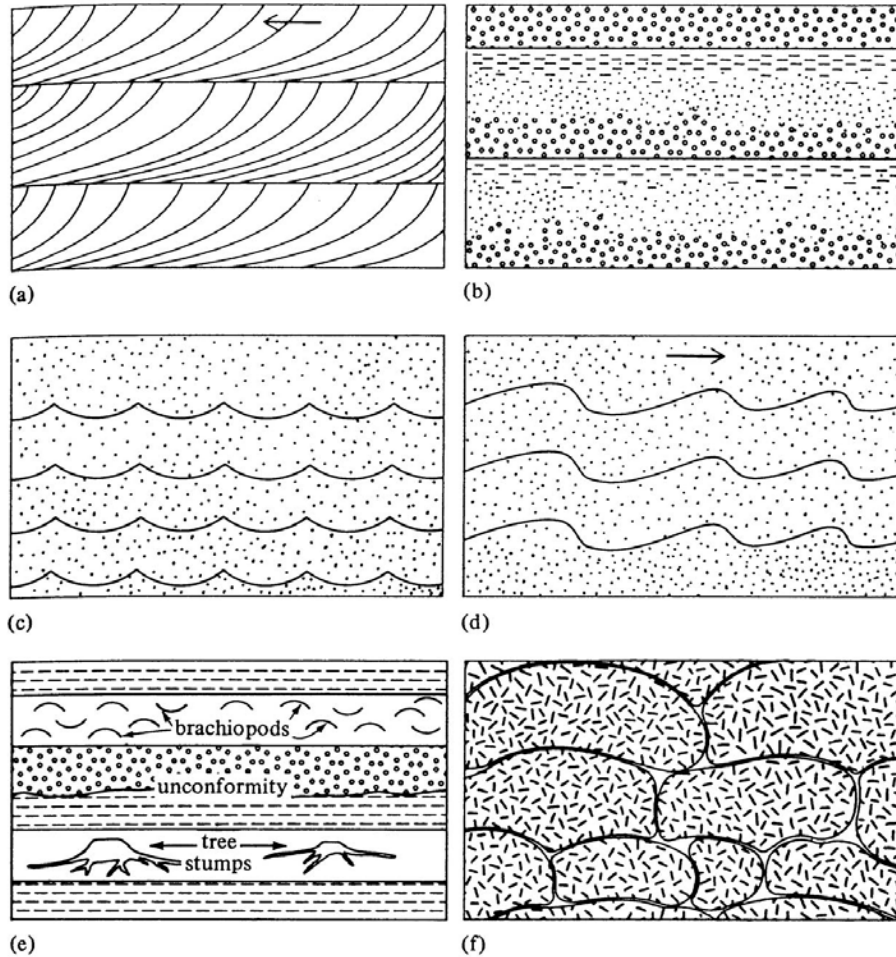 (a)
(b)
(c)
(d)
brachiopods
unconformity
tree
stumps
(e)
(f)